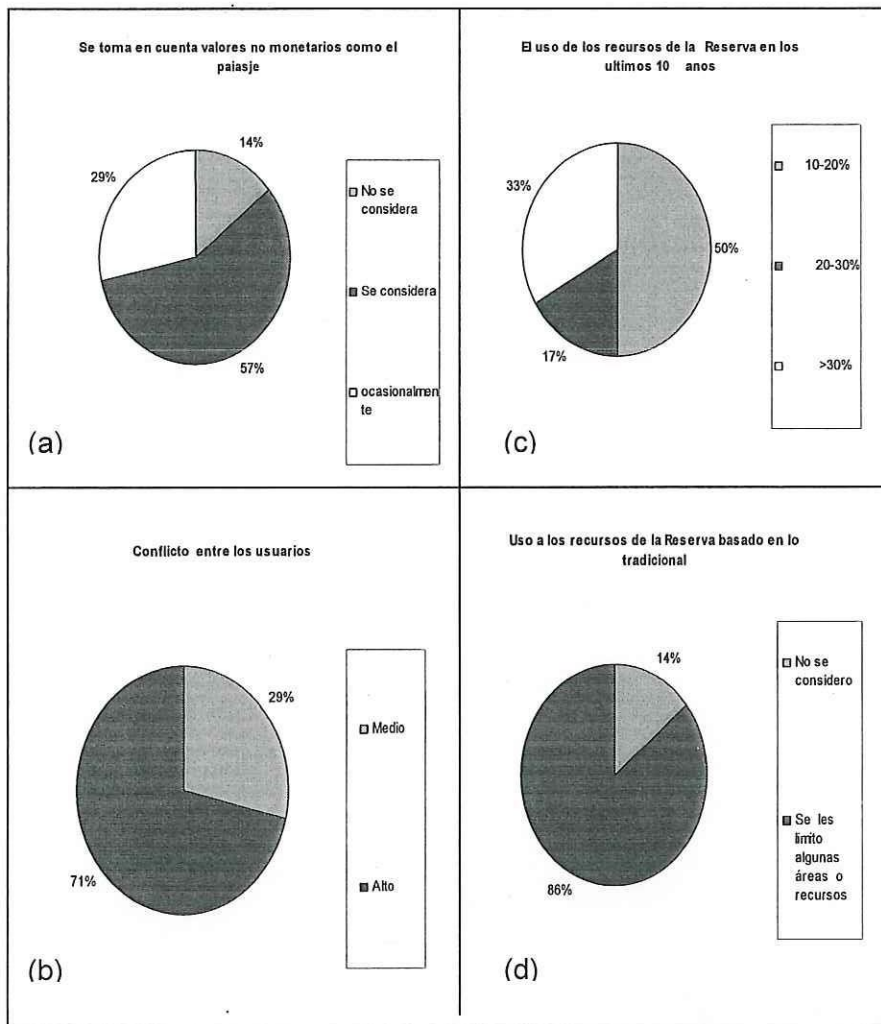 Se toma en cuenta valores no monetarios como el
paiasje
14%
29%
57%
No se
considera
Se considera
ocasionalmen
te
(a)
El uso de los recursos de la Reserva en los
ultimos 10 anos
33%
50%
17%
10-20%
20-30%
>30%
(c)
Conflicto entre los usuarios
29%
71%
Medio
Alto
(b)
Uso a los recursos de la Reserva basado en lo
tradicional
14%
86%
No se
considero
Se les
limito
algunas
áreas o
recursos
(d)